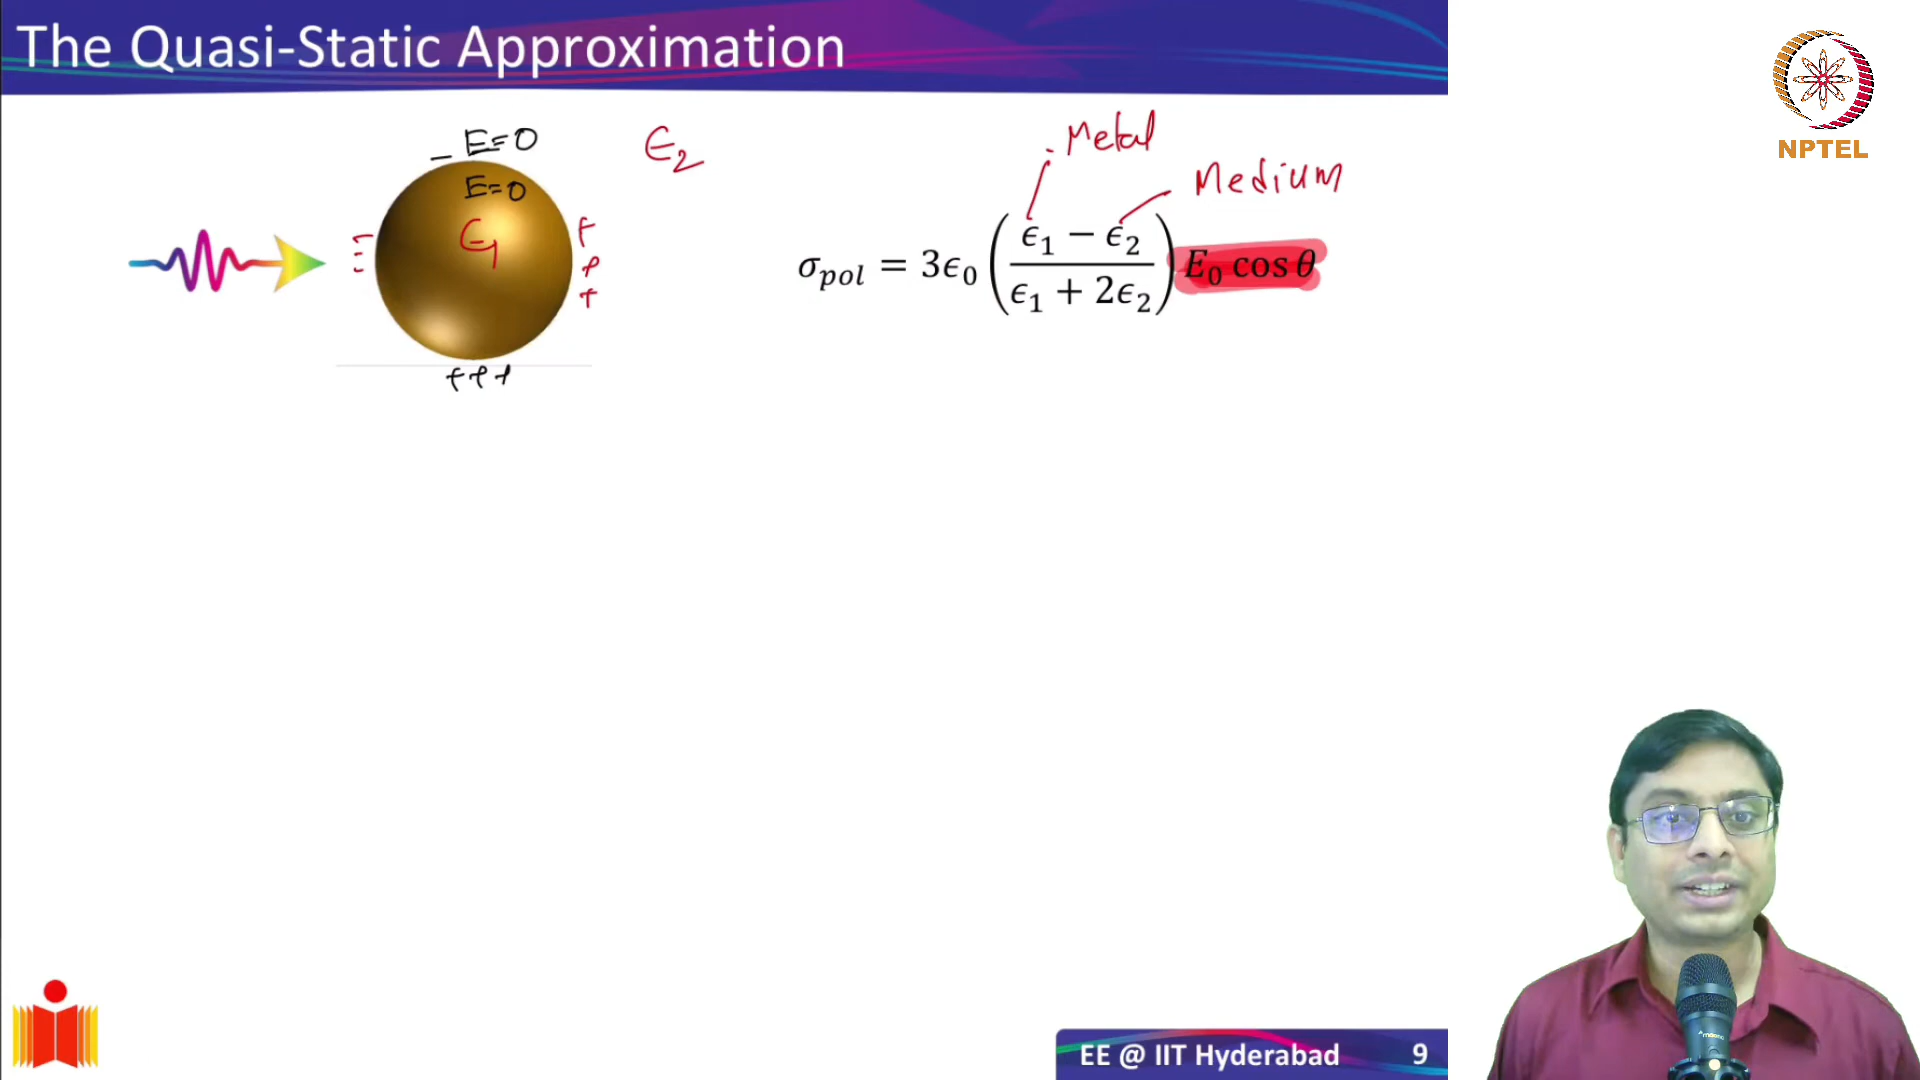 The Quasi-Static Approximation
NPTEL
– E=0
E=0
ϵ₁
ϵ₂
– – –
+ + +
+++
Metal
Medium
σ_pol = 3ϵ₀ ((ϵ₁ − ϵ₂)/(ϵ₁ + 2ϵ₂)) E₀ cos θ
EE @ IIT Hyderabad 9